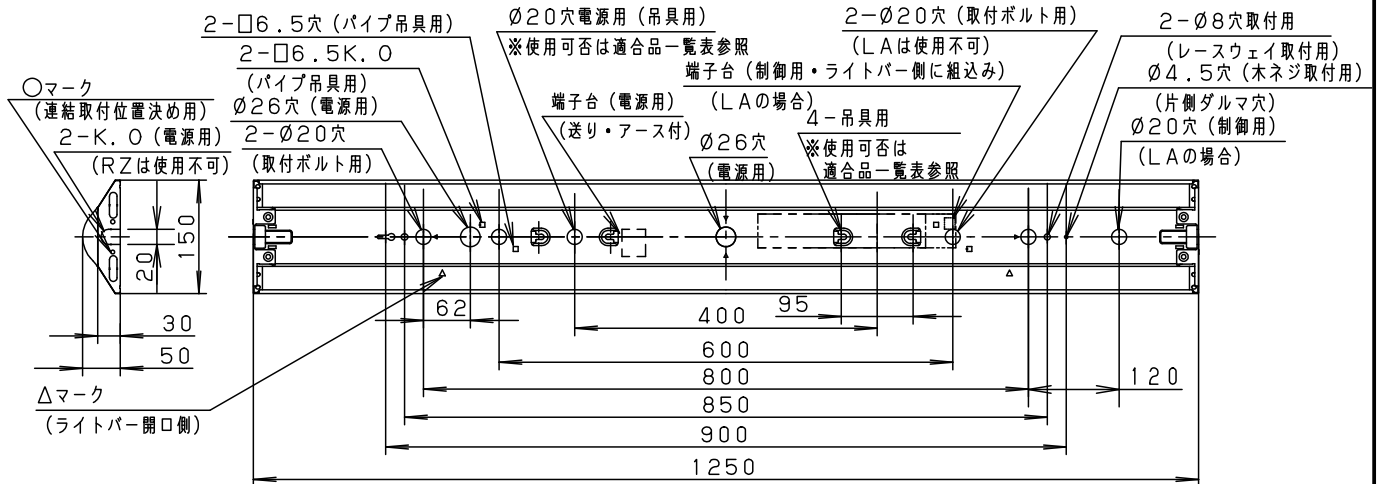 2-□6.5穴（パイプ吊具用）
2-□6.5K.O
（パイプ吊具用）
Ø26穴（電源用）
2-Ø20穴
（取付ボルト用）
○マーク
（連結取付位置決め用）
2-K.O（電源用）
（RZは使用不可）
Ø20穴電源用（吊具用）
※使用可否は適合品一覧表参照
端子台（電源用）
（送り・アース付）
Ø26穴
（電源用）
2-Ø20穴（取付ボルト用）
（LAは使用不可）
端子台（制御用・ライトバー側に組込み）
（LAの場合）
4-吊具用
※使用可否は
適合品一覧表参照
2-Ø8穴取付用
（レースウェイ取付用）
Ø4.5穴（木ネジ取付用）
（片側ダルマ穴）
Ø20穴（制御用）
（LAの場合）
150
20
30
50
△マーク
（ライトバー開口側）
62
400
95
600
800
120
850
900
1250